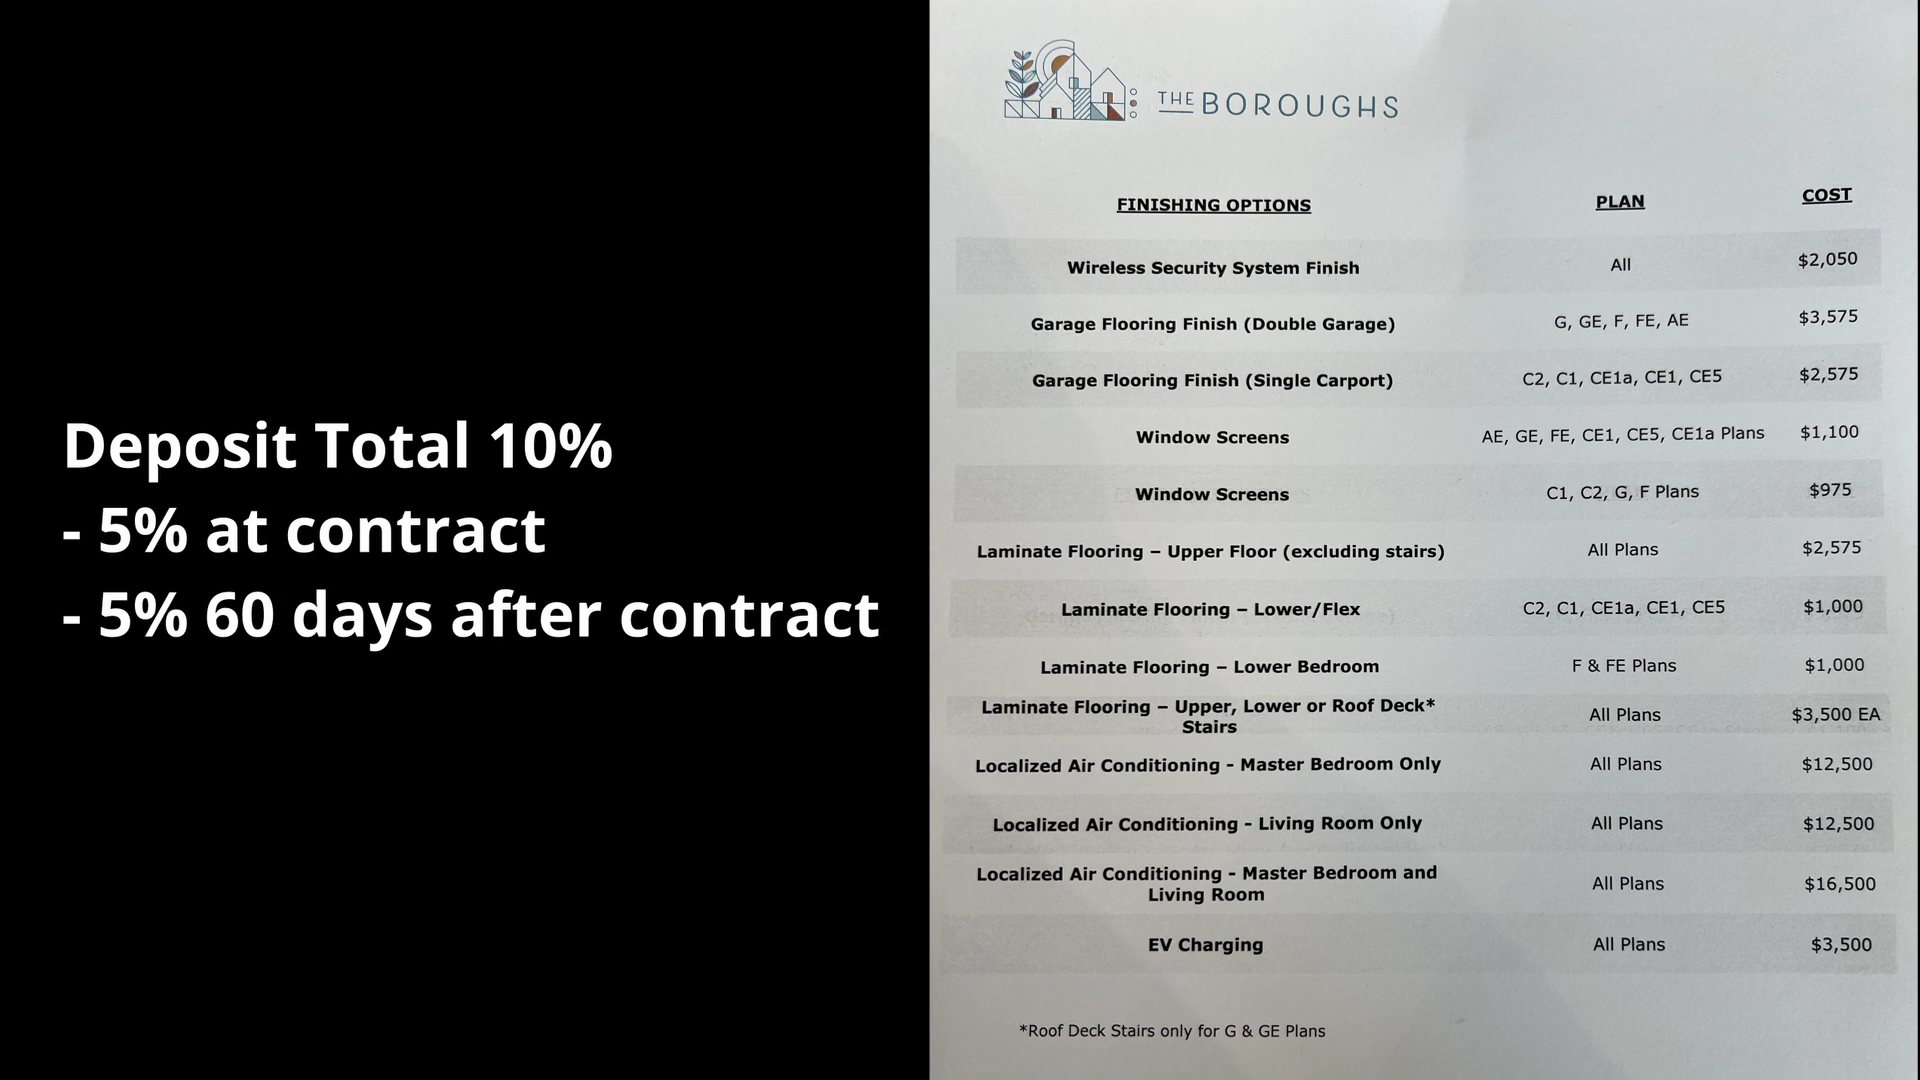 Deposit Total 10%
- 5% at contract
- 5% 60 days after contract
THE BOROUGHS
FINISHING OPTIONS PLAN COST
Wireless Security System Finish All $2,050
Garage Flooring Finish (Double Garage) G, GE, F, FE, AE $3,575
Garage Flooring Finish (Single Carport) C2, C1, CE1a, CE1, CE5 $2,575
Window Screens AE, GE, FE, CE1, CE5, CE1a Plans $1,100
Window Screens C1, C2, G, F Plans $975
Laminate Flooring – Upper Floor (excluding stairs) All Plans $2,575
Laminate Flooring – Lower/Flex C2, C1, CE1a, CE1, CE5 $1,000
Laminate Flooring – Lower Bedroom F & FE Plans $1,000
Laminate Flooring – Upper, Lower or Roof Deck*
Stairs All Plans $3,500 EA
Localized Air Conditioning - Master Bedroom Only All Plans $12,500
Localized Air Conditioning - Living Room Only All Plans $12,500
Localized Air Conditioning - Master Bedroom and
Living Room All Plans $16,500
EV Charging All Plans $3,500
*Roof Deck Stairs only for G & GE Plans